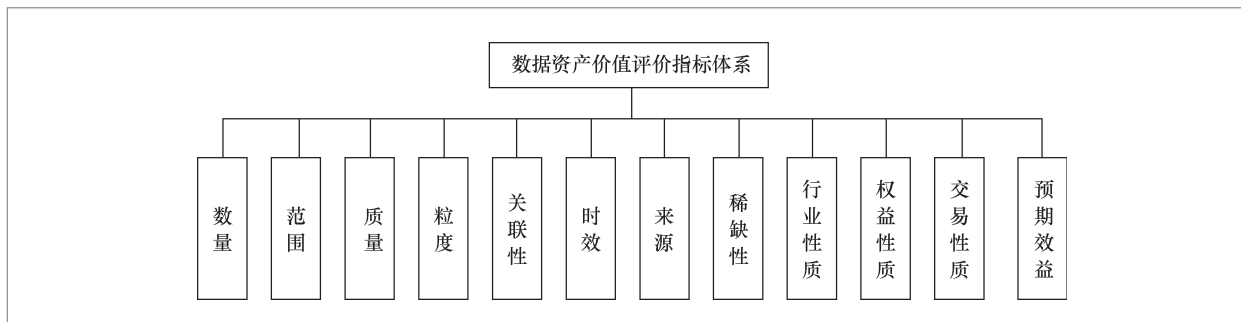 数据资产价值评价指标体系
数量
范围
质量
粒度
关联性
时效
来源
稀缺性
行业性质
权益性质
交易性质
预期效益